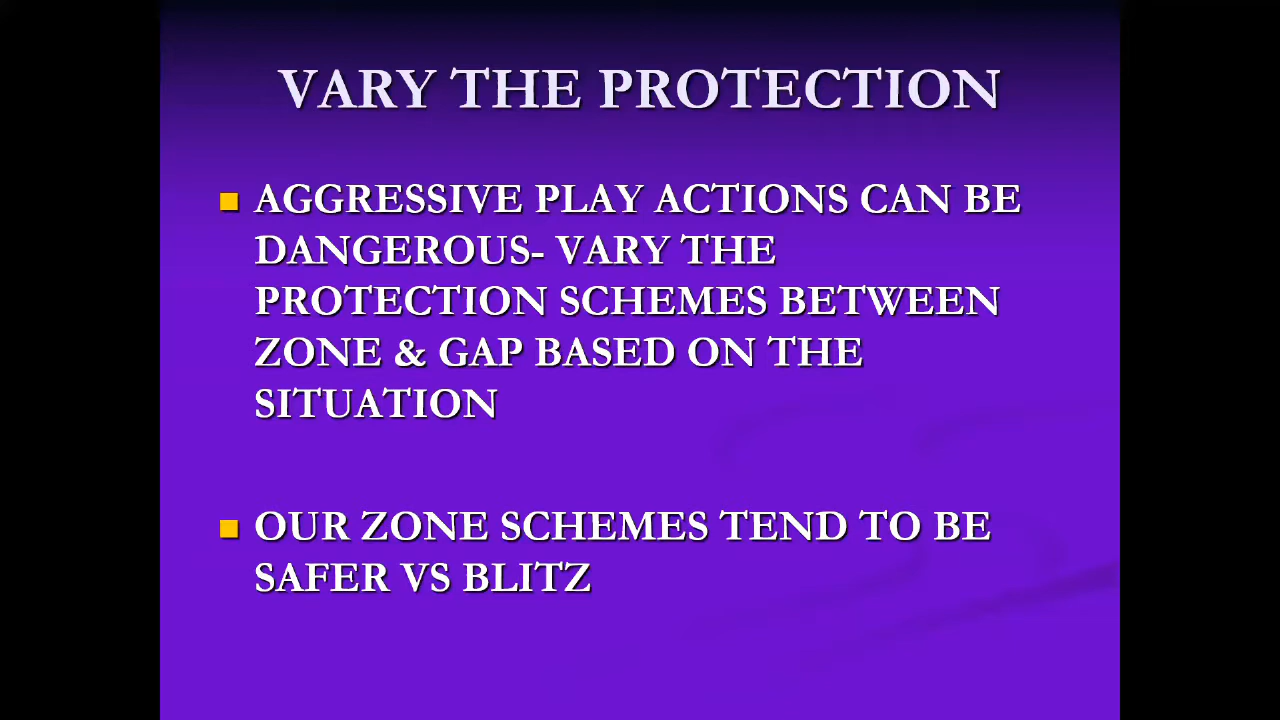 VARY THE PROTECTION
AGGRESSIVE PLAY ACTIONS CAN BE
DANGEROUS- VARY THE
PROTECTION SCHEMES BETWEEN
ZONE & GAP BASED ON THE
SITUATION
OUR ZONE SCHEMES TEND TO BE
SAFER VS BLITZ